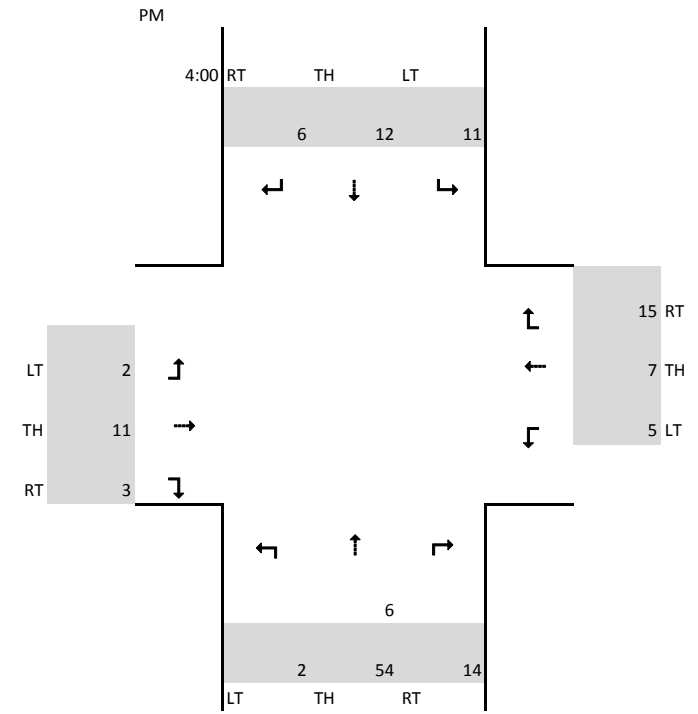 PM
4:00 RT TH LT
6 12 11
15 RT
LT 2 7 TH
TH 11 5 LT
RT 3
6
2 54 14
LT TH RT